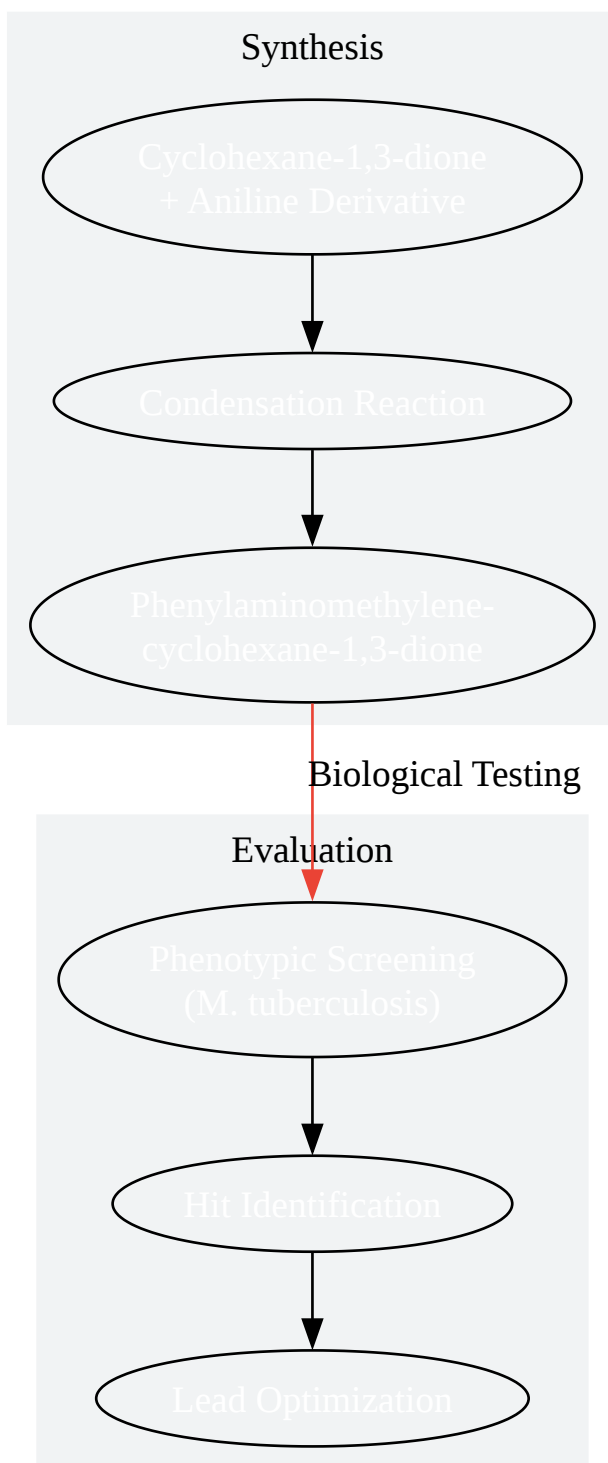 Synthesis
Cyclohexane-1,3-dione
+ Aniline Derivative
Condensation Reaction
Phenylaminomethylene-
cyclohexane-1,3-dione
Biological Testing
Evaluation
Phenotypic Screening
(M. tuberculosis)
Hit Identification
Lead Optimization